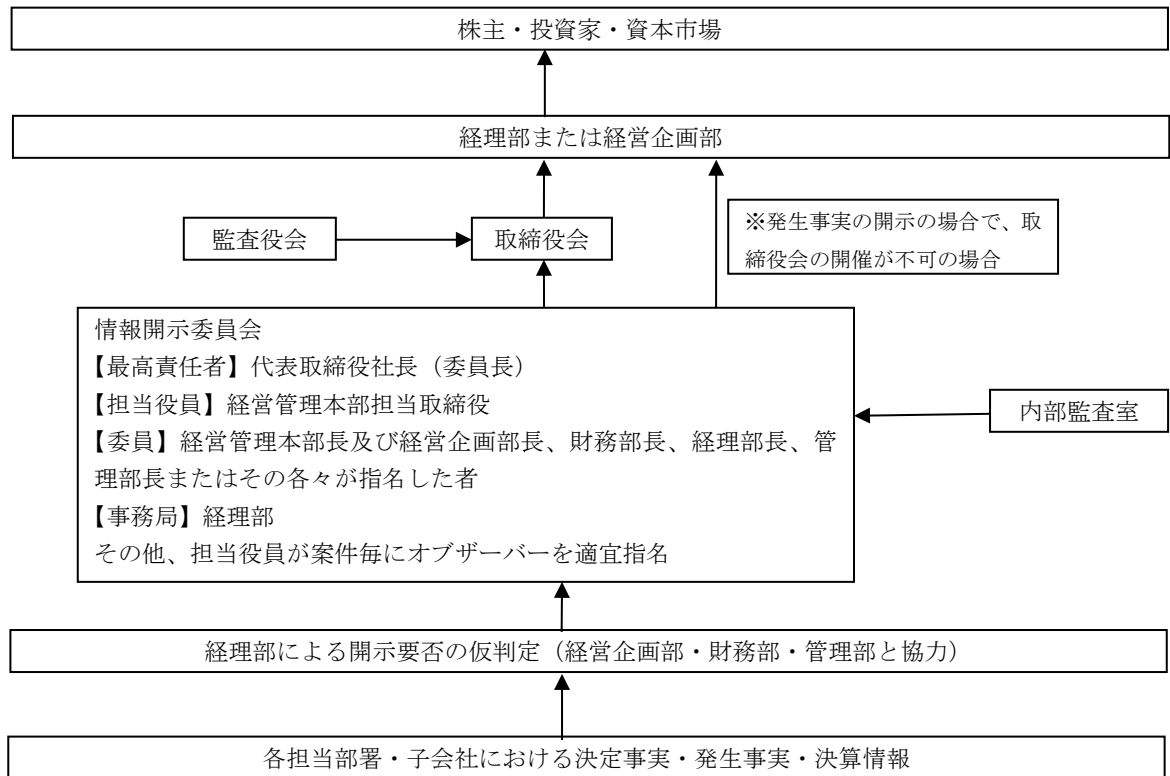 株主・投資家・資本市場
経理部または経営企画部
監査役会
取締役会
※発生事実の開示の場合で、取
締役会の開催が不可の場合
情報開示委員会
【最高責任者】代表取締役社長（委員長）
【担当役員】経営管理本部担当取締役
【委員】経営管理本部長及び経営企画部長、財務部長、経理部長、管
理部長またはその各々が指名した者
【事務局】経理部
その他、担当役員が案件毎にオブザーバーを適宜指名
内部監査室
経理部による開示要否の仮判定（経営企画部・財務部・管理部と協力）
各担当部署・子会社における決定事実・発生事実・決算情報